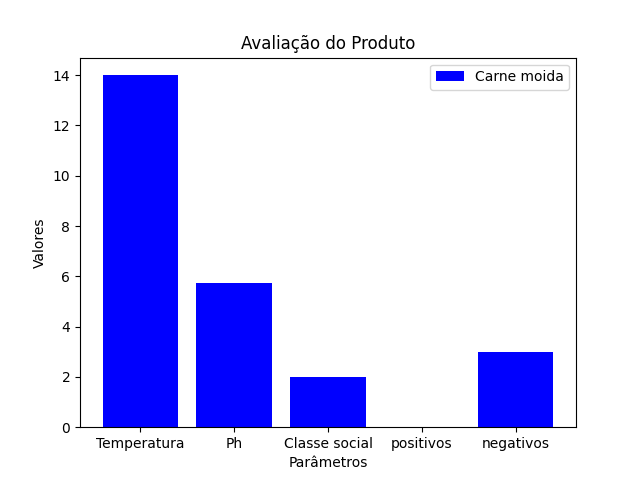 Avaliação do Produto
Carne moida
Valores
14
12
10
8
6
4
2
0
Temperatura
Ph
Classe social
positivos
negativos
Parâmetros